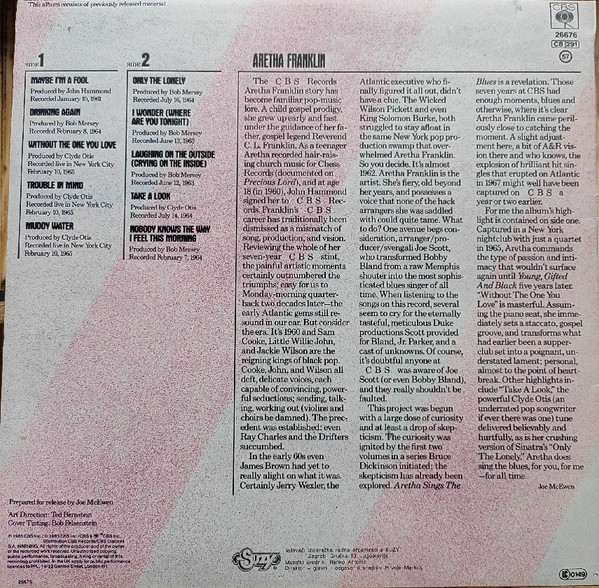 This album consists of previously released material
CBS
26676
CB 291
57
SIDE 1
MAYBE I'M A FOOL
Produced by John Hammond
Recorded January 10, 1961
DRINKING AGAIN
Produced by Bob Mersey
Recorded February 8, 1964
WITHOUT THE ONE YOU LOVE
Produced by Clyde Otis
Recorded live in New York City
February 10, 1965
TROUBLE IN MIND
Produced by Clyde Otis
Recorded live in New York City
February 10, 1965
MUDDY WATER
Produced by Clyde Otis
Recorded live in New York City
February 10, 1965
SIDE 2
ONLY THE LONELY
Produced by Bob Mersey
Recorded July 16, 1964
I WONDER (WHERE
ARE YOU TONIGHT)
Produced by Bob Mersey
Recorded June 13, 1962
LAUGHING ON THE OUTSIDE
(CRYING ON THE INSIDE)
Produced by Bob Mersey
Recorded June 12, 1963
TAKE A LOOK
Produced by Clyde Otis
Recorded July 14, 1964
NOBODY KNOWS THE WAY
I FEEL THIS MORNING
Produced by Bob Mersey
Recorded February 7, 1964
ARETHA FRANKLIN
The CBS Records
Aretha Franklin story has
become familiar pop-music
lore. A child gospel prodigy,
she grew up early and fast
under the guidance of her fa-
ther, gospel legend Reverend
C. L. Franklin. As a teenager
Aretha recorded hair-rais-
ing church music for Chess
Records (documented on
Precious Lord), and at age
18 (in 1960), John Hammond
signed her to CBS Rec-
ords. Franklin's CBS
career has traditionally been
dismissed as a mismatch of
song, production, and vision.
Reviewing the whole of her
seven-year CBS stint,
the painful artistic moments
certainly outnumbered the
triumphs; easy for us to
Monday-morning quarter-
back two decades later—the
early Atlantic gems still re-
sound in our ear. But consider
the era. It's 1960 and Sam
Cooke, Little Willie John,
and Jackie Wilson are the
reigning kings of black pop.
Cooke, John, and Wilson all
deft, delicate voices, each
capable of convincing, power-
ful seductions; sending, talk-
ing, working out (violins and
choirs be damned). The prec-
edent was established: even
Ray Charles and the Drifters
succumbed.
In the early 60s even
James Brown had yet to
really alight on what it was.
Certainly Jerry Wexler, the
Atlantic executive who fi-
nally figured it all out, didn't
have a clue. The Wicked
Wilson Pickett and even
King Solomon Burke, both
struggled to stay afloat in
the same New York pop pro-
duction swamp that over-
whelmed Aretha Franklin.
So you decide. It's almost
1962. Aretha Franklin is the
artist. She's fiery, old beyond
her years, and possesses a
voice that none of the hack
arrangers she was saddled
with could quite tame. What
to do? One avenue begs con-
sideration, arranger/pro-
ducer/svengali Joe Scott,
who transformed Bobby
Bland from a raw Memphis
shouter into the most sophis-
ticated blues singer of all
time. When listening to the
songs on this record, several
seem to cry for the eternally
tasteful, meticulous Duke
productions Scott provided
for Bland, Jr. Parker, and a
cast of unknowns. Of course,
it's doubtful anyone at
CBS was aware of Joe
Scott (or even Bobby Bland),
and they really shouldn't be
faulted.
This project was begun
with a large dose of curiosity
and at least a drop of skep-
ticism. The curiosity was
ignited by the first two
volumes in a series Bruce
Dickinson initiated; the
skepticism has already been
explored. Aretha Sings The
Blues is a revelation. Those
seven years at CBS had
enough moments, blues and
otherwise, where it's clear
Aretha Franklin came peri-
lously close to catching the
moment. A slight adjust-
ment here, a bit of A&R vis-
ion there and who knows, the
explosion of brilliant hit sin-
gles that erupted on Atlantic
in 1967 might well have been
captured on CBS a
year or two earlier.
For me the album's high-
light is contained on side one.
Captured in a New York
nightclub with just a quartet
in 1965, Aretha commands
the type of passion and inti-
macy that wouldn't surface
again until Young, Gifted
And Black five years later.
"Without The One You
Love" is masterful. Assum-
ing the piano seat, she imme-
diately sets a staccato, gospel
groove, and transforms what
had earlier been a supper-
club set into a poignant, un-
derstated lament; personal,
almost to the point of heart-
break. Other highlights in-
clude "Take A Look," the
powerful Clyde Otis (an
underrated pop songwriter
if ever there was one) tune
delivered believably and
hurtfully, as is her crushing
version of Sinatra's "Only
The Lonely." Aretha does
sing the blues, for you, for me
—for all time.
Joe McEwen
Prepared for release by Joe McEwen
Art Direction: Ted Bernstein
Cover Tinting: Bob Felsenstein
26676
SUZY